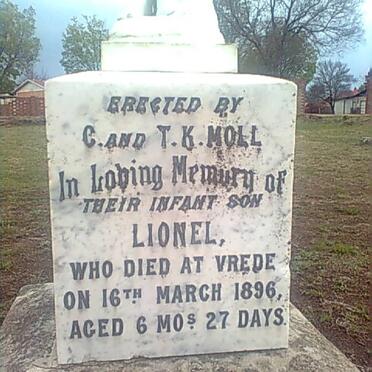 ERECTED BY
C. AND T. K. MOLL
In Loving Memory of
THEIR INFANT SON
LIONEL,
WHO DIED AT VREDE
ON 16TH MARCH 1896,
AGED 6 MOS 27 DAYS.